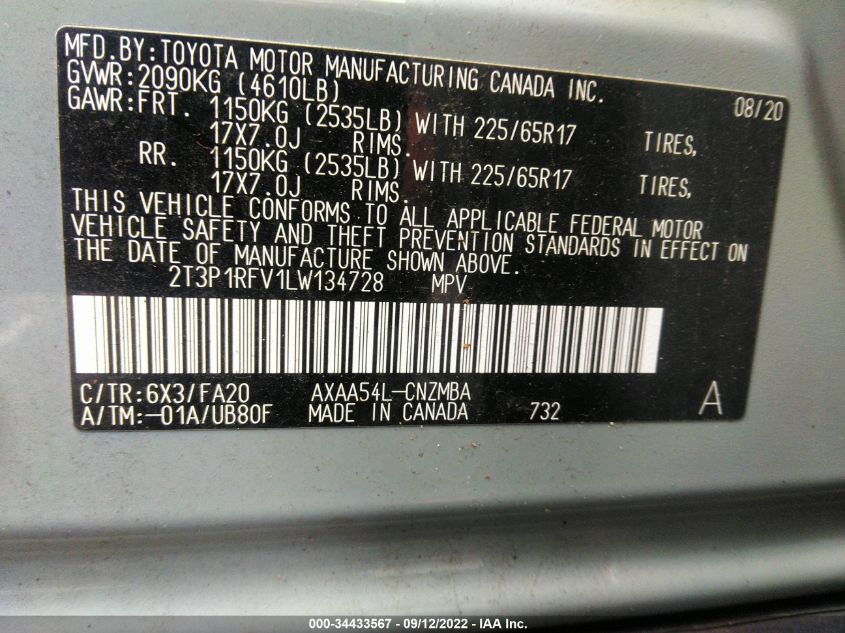 MFD.BY:TOYOTA MOTOR MANUFACTURING CANADA INC.
GVWR:2090KG (4610LB) 08/20
GAWR:FRT. 1150KG (2535LB) WITH 225/65R17 TIRES,
17X7.0J RIMS.
RR. 1150KG (2535LB) WITH 225/65R17 TIRES,
17X7.0J RIMS.
THIS VEHICLE CONFORMS TO ALL APPLICABLE FEDERAL MOTOR
VEHICLE SAFETY AND THEFT PREVENTION STANDARDS IN EFFECT ON
THE DATE OF MANUFACTURE SHOWN ABOVE.
2T3P1RFV1LW134728 MPV
C/TR:6X3/FA20 AXAA54L-CNZMBA
A/TM:-01A/UB80F MADE IN CANADA 732 A
000-34433567 - 09/12/2022 - IAA Inc.